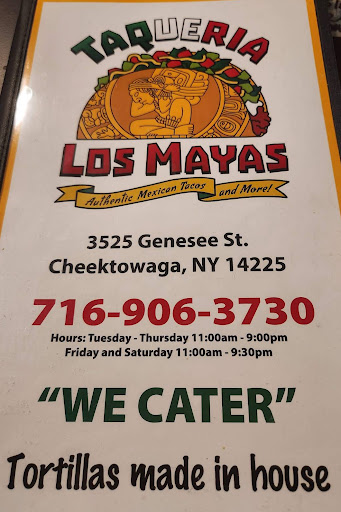 TAQUERIA
LOS MAYAS
Authentic Mexican Tacos and More!
3525 Genesee St.
Cheektowaga, NY 14225
716-906-3730
Hours: Tuesday - Thursday 11:00am - 9:00pm
Friday and Saturday 11:00am - 9:30pm
"WE CATER"
Tortillas made in house